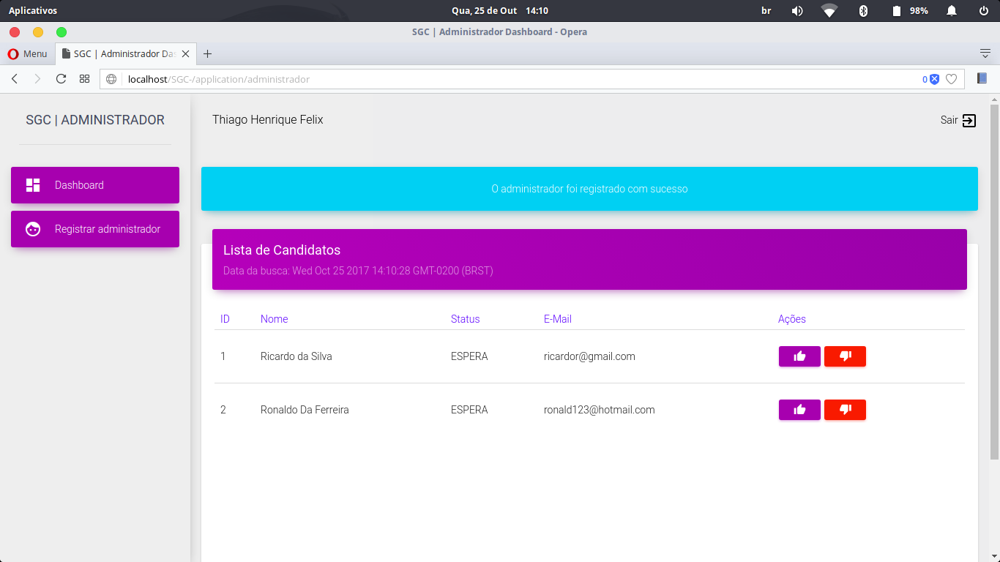 Aplicativos Qua, 25 de Out 14:10 br 98%
SGC | Administrador Dashboard - Opera
Menu SGC | Administrador Das
localhost/SGC-/application/administrador 0
SGC | ADMINISTRADOR
Thiago Henrique Felix Sair
Dashboard
Registrar administrador
O administrador foi registrado com sucesso
Lista de Candidatos
Data da busca: Wed Oct 25 2017 14:10:28 GMT-0200 (BRST)
ID Nome Status E-Mail Ações
1 Ricardo da Silva ESPERA ricardor@gmail.com
2 Ronaldo Da Ferreira ESPERA ronald123@hotmail.com